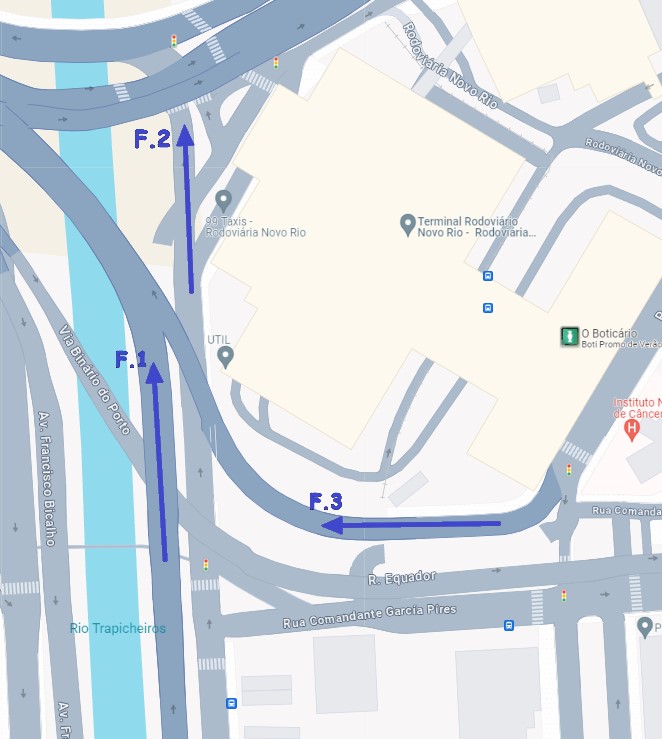 Rodoviária Novo Rio
F.2
Rodoviária Novo
99 Táxis -
Rodoviária Novo Rio
Terminal Rodoviário
Novo Rio - Rodoviária...
UTIL
O Boticário
Boti Promo de Verão
F.1
Via Binário do Porto
Instituto N
de Câncer
H
Av. Francisco Bicalho
F.3
Rua Comanda
R. Equador
Rua Comandante Garcia Pires
Rio Trapicheiros
Av. Fr